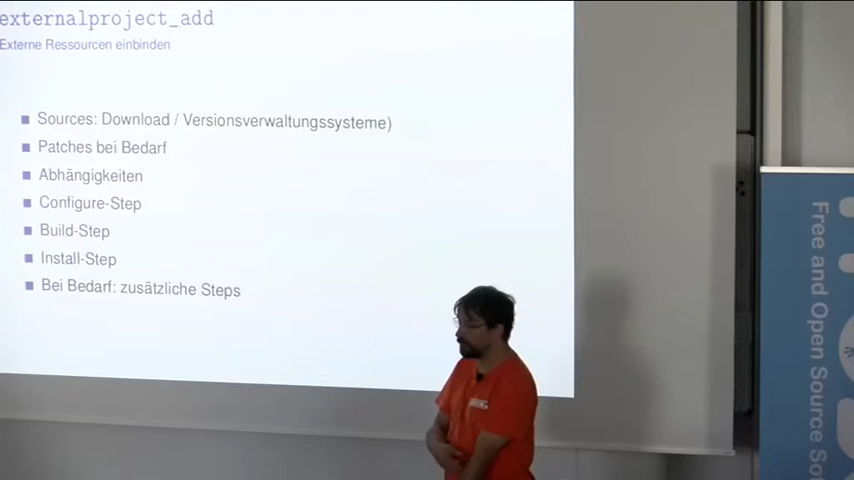 externalproject_add
Externe Ressourcen einbinden
Sources: Download / Versionsverwaltungssysteme)
Patches bei Bedarf
Abhängigkeiten
Configure-Step
Build-Step
Install-Step
Bei Bedarf: zusätzliche Steps
Free and Open Source So